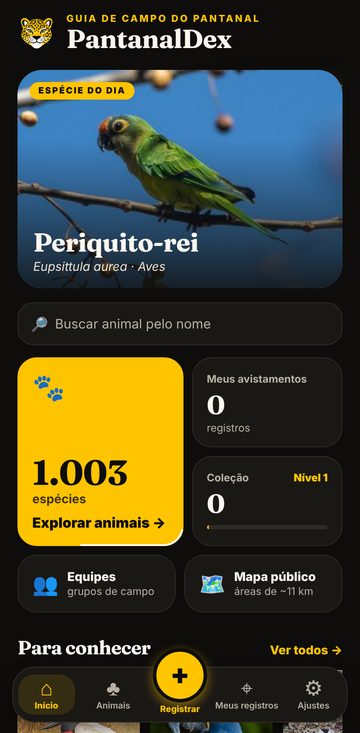 GUIA DE CAMPO DO PANTANAL
PantanalDex
ESPÉCIE DO DIA
Periquito-rei
Eupsittula aurea · Aves
Buscar animal pelo nome
1.003
espécies
Explorar animais →
Meus avistamentos
0
registros
Coleção Nível 1
0
Equipes
grupos de campo
Mapa público
áreas de ~11 km
Para conhecer
Ver todos →
Início
Animais
Registrar
Meus registros
Ajustes